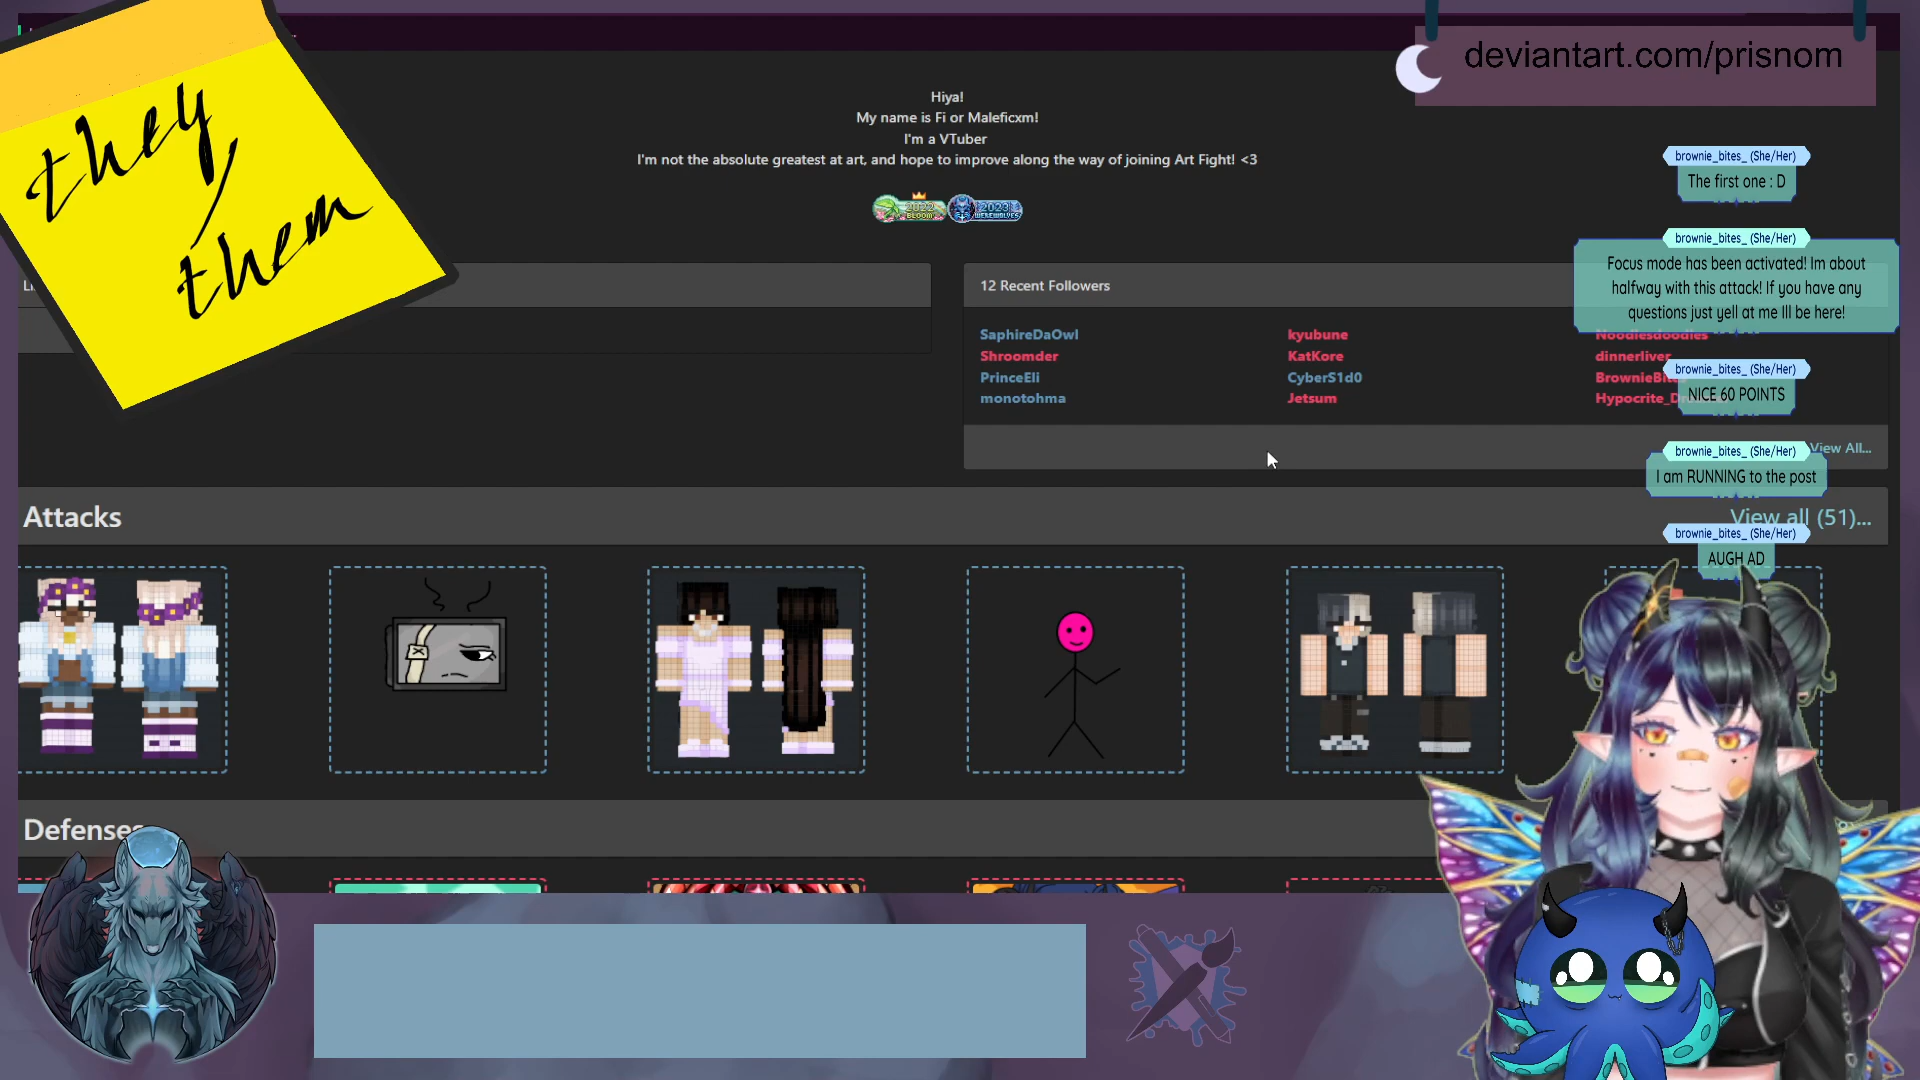 they/
them
deviantart.com/prisnom
Hiya!
My name is Fi or Maleficxm!
I'm a VTuber
I'm not the absolute greatest at art, and hope to improve along the way of joining Art Fight! <3
2022
BLOOM
2023
WEREWOLVES
12 Recent Followers
SaphireDaOwl kyubune Noodlesdoodles
Shroomder KatKore dinnerliver
PrinceEli CyberS1d0
monotohma Jetsum
View All...
Attacks
View all (51)...
Defenses
brownie_bites_ (She/Her)
The first one : D
brownie_bites_ (She/Her)
Focus mode has been activated! Im about
halfway with this attack! If you have any
questions just yell at me Ill be here!
brownie_bites_ (She/Her)
NICE 60 POINTS
brownie_bites_ (She/Her)
I am RUNNING to the post
brownie_bites_ (She/Her)
AUGH AD